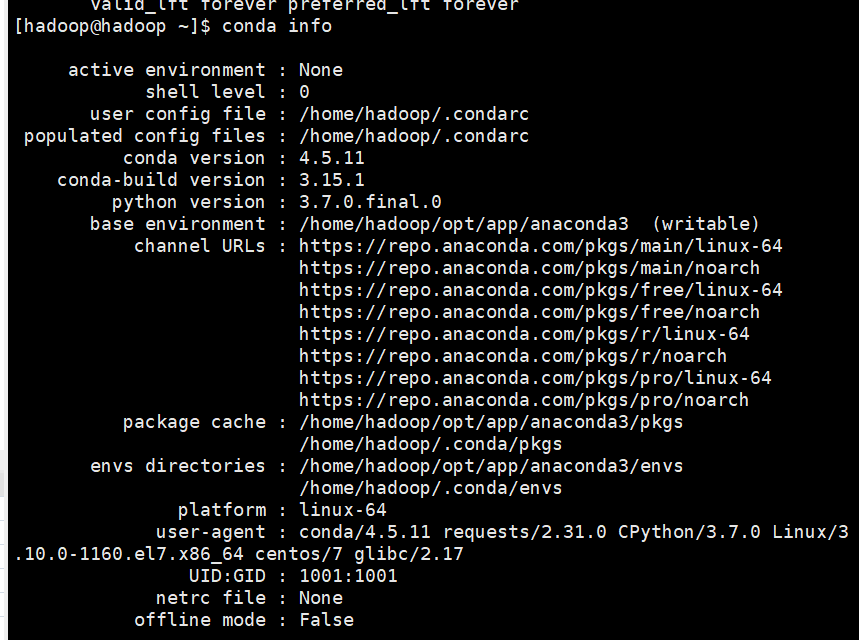 valid_lft forever preferred_lft forever
[hadoop@hadoop ~]$ conda info
active environment : None
shell level : 0
user config file : /home/hadoop/.condarc
populated config files : /home/hadoop/.condarc
conda version : 4.5.11
conda-build version : 3.15.1
python version : 3.7.0.final.0
base environment : /home/hadoop/opt/app/anaconda3  (writable)
channel URLs : https://repo.anaconda.com/pkgs/main/linux-64
https://repo.anaconda.com/pkgs/main/noarch
https://repo.anaconda.com/pkgs/free/linux-64
https://repo.anaconda.com/pkgs/free/noarch
https://repo.anaconda.com/pkgs/r/linux-64
https://repo.anaconda.com/pkgs/r/noarch
https://repo.anaconda.com/pkgs/pro/linux-64
https://repo.anaconda.com/pkgs/pro/noarch
package cache : /home/hadoop/opt/app/anaconda3/pkgs
/home/hadoop/.conda/pkgs
envs directories : /home/hadoop/opt/app/anaconda3/envs
/home/hadoop/.conda/envs
platform : linux-64
user-agent : conda/4.5.11 requests/2.31.0 CPython/3.7.0 Linux/3
.10.0-1160.el7.x86_64 centos/7 glibc/2.17
UID:GID : 1001:1001
netrc file : None
offline mode : False